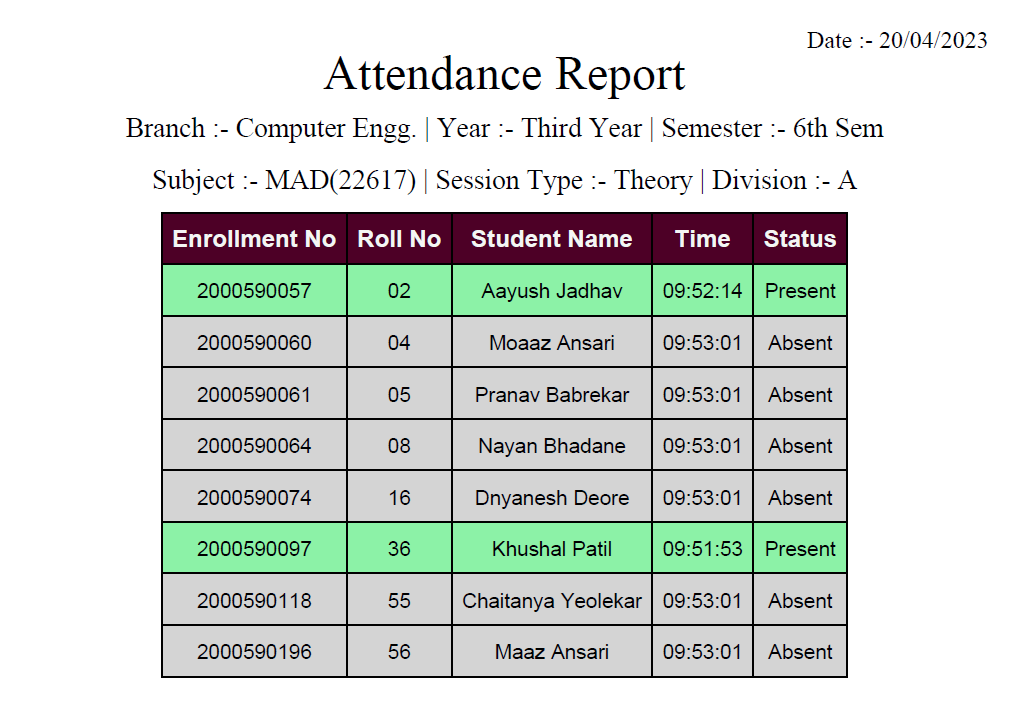 Date :- 20/04/2023
Attendance Report
Branch :- Computer Engg. | Year :- Third Year | Semester :- 6th Sem
Subject :- MAD(22617) | Session Type :- Theory | Division :- A
Enrollment No Roll No Student Name Time Status
2000590057 02 Aayush Jadhav 09:52:14 Present
2000590060 04 Moaaz Ansari 09:53:01 Absent
2000590061 05 Pranav Babrekar 09:53:01 Absent
2000590064 08 Nayan Bhadane 09:53:01 Absent
2000590074 16 Dnyanesh Deore 09:53:01 Absent
2000590097 36 Khushal Patil 09:51:53 Present
2000590118 55 Chaitanya Yeolekar 09:53:01 Absent
2000590196 56 Maaz Ansari 09:53:01 Absent